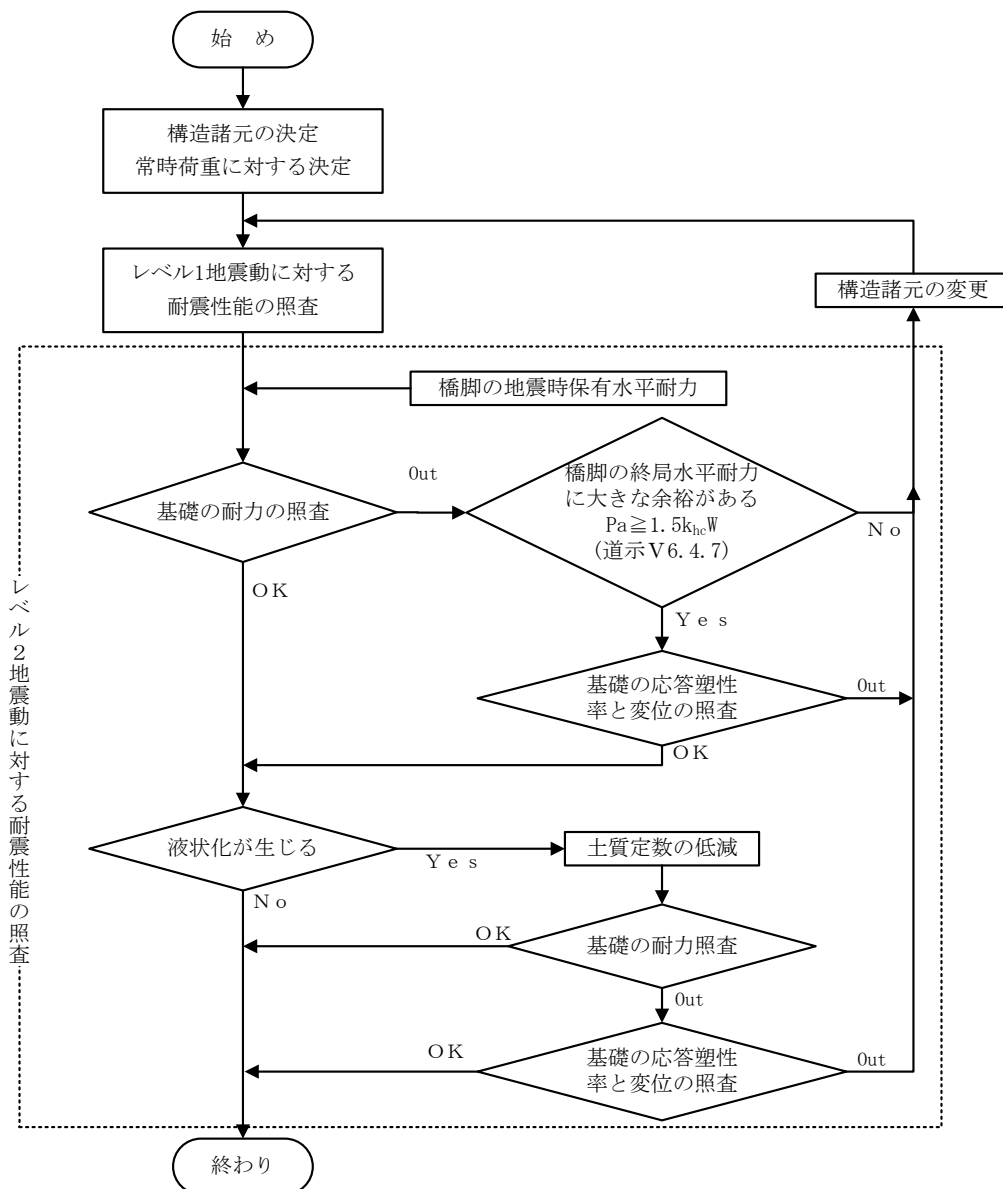 始　め
構造諸元の決定
常時荷重に対する決定
レベル1地震動に対する
耐震性能の照査
構造諸元の変更
橋脚の地震時保有水平耐力
基礎の耐力の照査
Out
橋脚の終局水平耐力
に大きな余裕がある
Pa≧1.5khcW
(道示Ⅴ6.4.7)
No
OK
Yes
基礎の応答塑性
率と変位の照査
Out
OK
レベル2地震動に対する耐震性能の照査
液状化が生じる
Yes
土質定数の低減
No
基礎の耐力照査
OK
Out
基礎の応答塑性
率と変位の照査
OK
Out
終わり